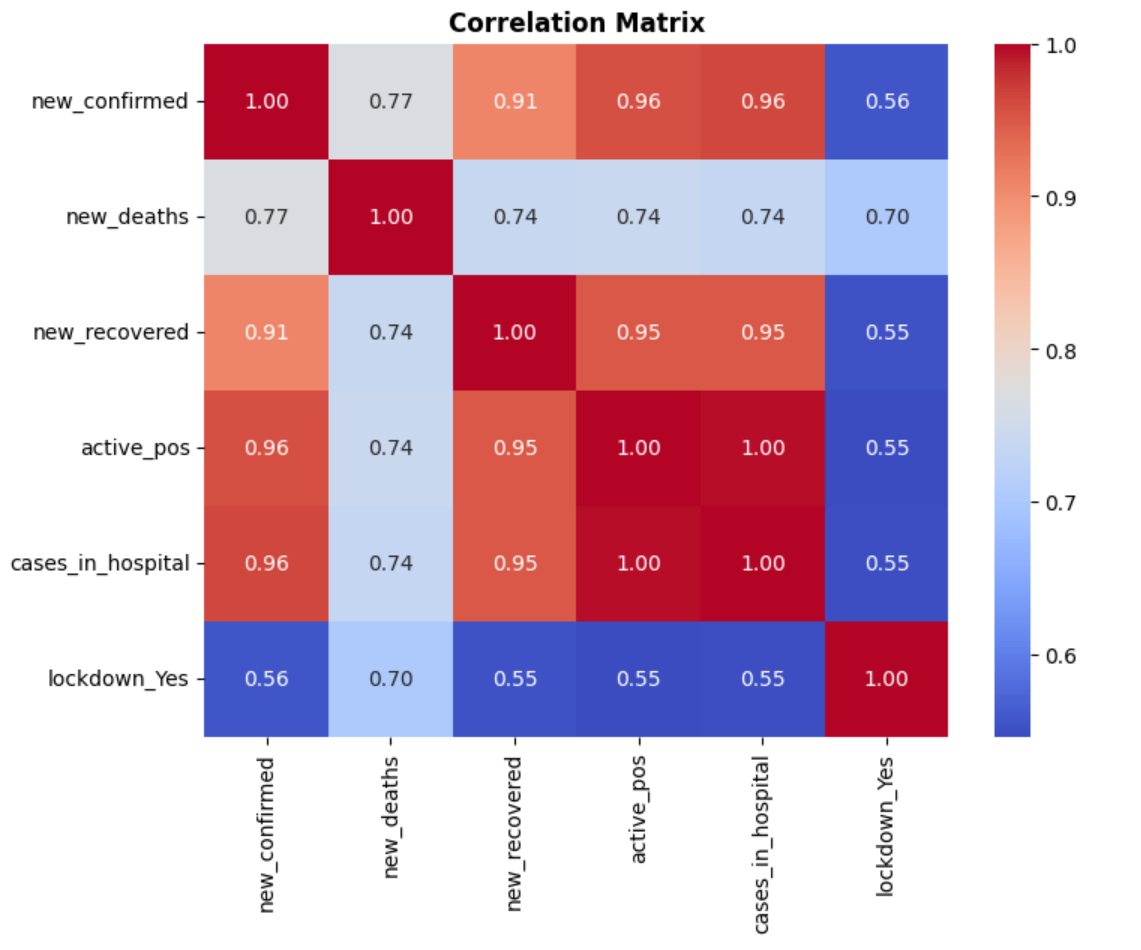 Correlation Matrix
new_confirmed 1.00 0.77 0.91 0.96 0.96 0.56
new_deaths 0.77 1.00 0.74 0.74 0.74 0.70
new_recovered 0.91 0.74 1.00 0.95 0.95 0.55
active_pos 0.96 0.74 0.95 1.00 1.00 0.55
cases_in_hospital 0.96 0.74 0.95 1.00 1.00 0.55
lockdown_Yes 0.56 0.70 0.55 0.55 0.55 1.00
new_confirmed
new_deaths
new_recovered
active_pos
cases_in_hospital
lockdown_Yes
1.0
0.9
0.8
0.7
0.6